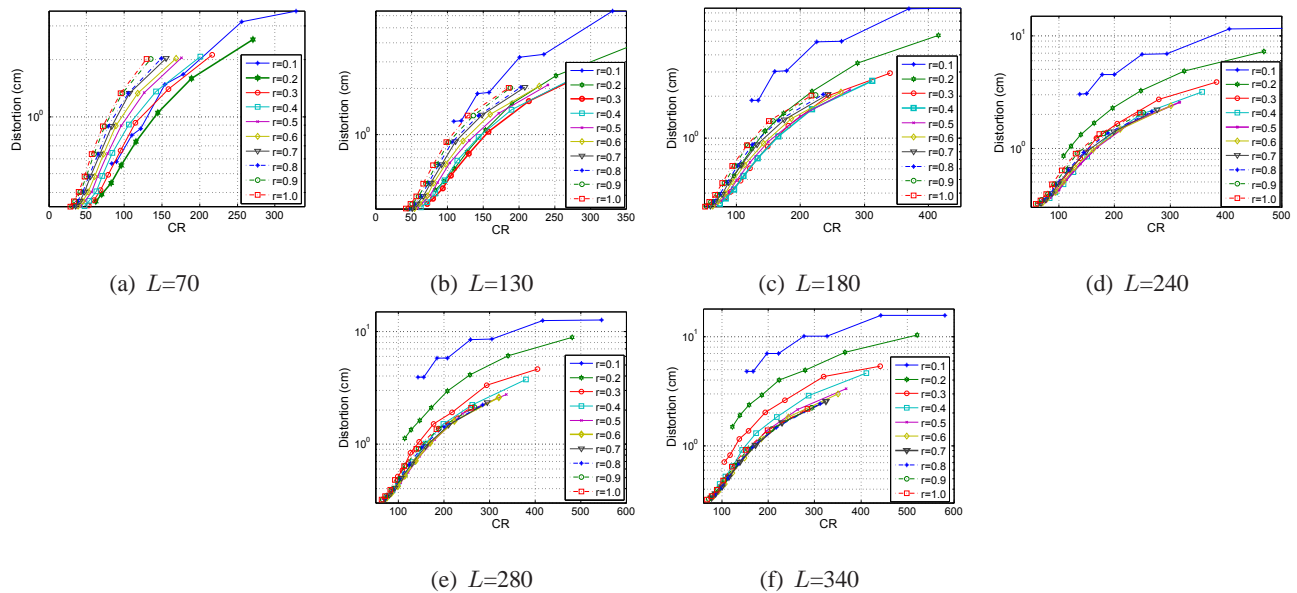 Distortion (cm)
10^0
0 50 100 150 200 250 300
CR
r=0.1
r=0.2
r=0.3
r=0.4
r=0.5
r=0.6
r=0.7
r=0.8
r=0.9
r=1.0
(a) L=70
Distortion (cm)
10^0
0 50 100 150 200 250 300 350
CR
r=0.1
r=0.2
r=0.3
r=0.4
r=0.5
r=0.6
r=0.7
r=0.8
r=0.9
r=1.0
(b) L=130
Distortion (cm)
10^0
100 200 300 400
CR
r=0.1
r=0.2
r=0.3
r=0.4
r=0.5
r=0.6
r=0.7
r=0.8
r=0.9
r=1.0
(c) L=180
Distortion (cm)
10^1
10^0
100 200 300 400 500
CR
r=0.1
r=0.2
r=0.3
r=0.4
r=0.5
r=0.6
r=0.7
r=0.8
r=0.9
r=1.0
(d) L=240
Distortion (cm)
10^1
10^0
100 200 300 400 500 600
CR
r=0.1
r=0.2
r=0.3
r=0.4
r=0.5
r=0.6
r=0.7
r=0.8
r=0.9
r=1.0
(e) L=280
Distortion (cm)
10^1
10^0
100 200 300 400 500 600
CR
r=0.1
r=0.2
r=0.3
r=0.4
r=0.5
r=0.6
r=0.7
r=0.8
r=0.9
r=1.0
(f) L=340